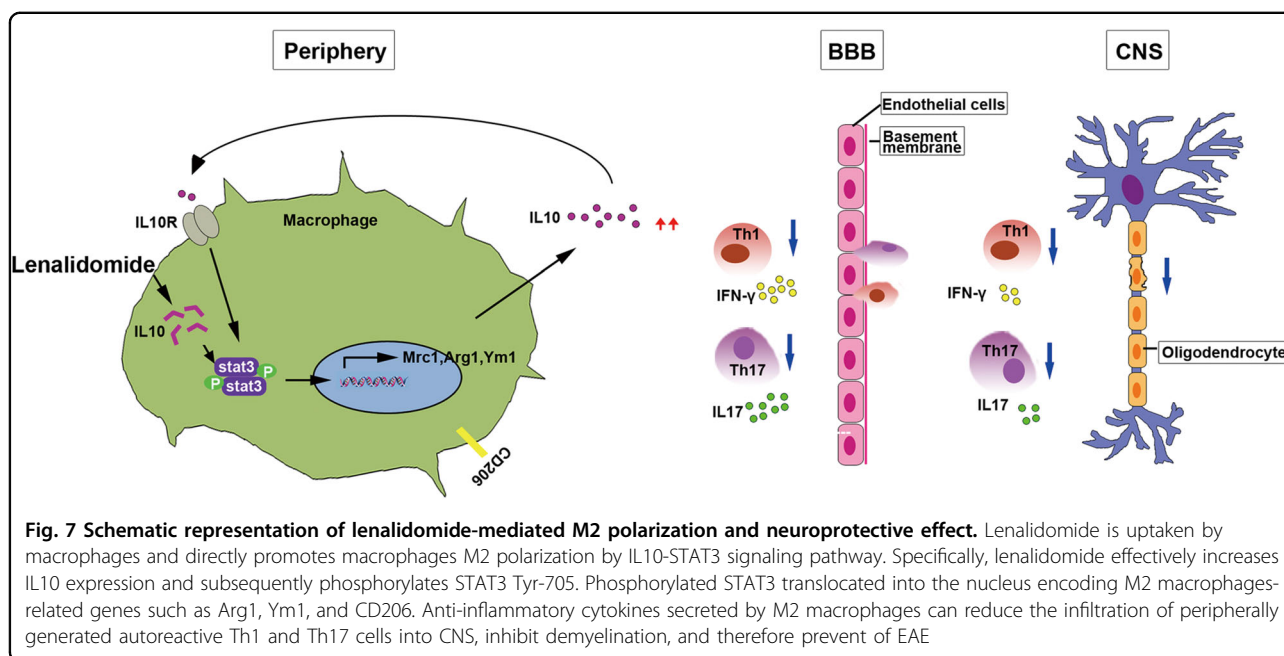 Periphery
BBB
CNS
Endothelial cells
Basement
membrane
IL10R
Macrophage
IL10
Lenalidomide
IL10
stat3
P
P
stat3
Mrc1,Arg1,Ym1
CD206
Th1
IFN-γ
Th17
IL17
Th1
IFN-γ
Th17
IL17
Oligodendrocyte
Fig. 7 Schematic representation of lenalidomide-mediated M2 polarization and neuroprotective effect. Lenalidomide is uptaken by
macrophages and directly promotes macrophages M2 polarization by IL10-STAT3 signaling pathway. Specifically, lenalidomide effectively increases
IL10 expression and subsequently phosphorylates STAT3 Tyr-705. Phosphorylated STAT3 translocated into the nucleus encoding M2 macrophages-
related genes such as Arg1, Ym1, and CD206. Anti-inflammatory cytokines secreted by M2 macrophages can reduce the infiltration of peripherally
generated autoreactive Th1 and Th17 cells into CNS, inhibit demyelination, and therefore prevent of EAE